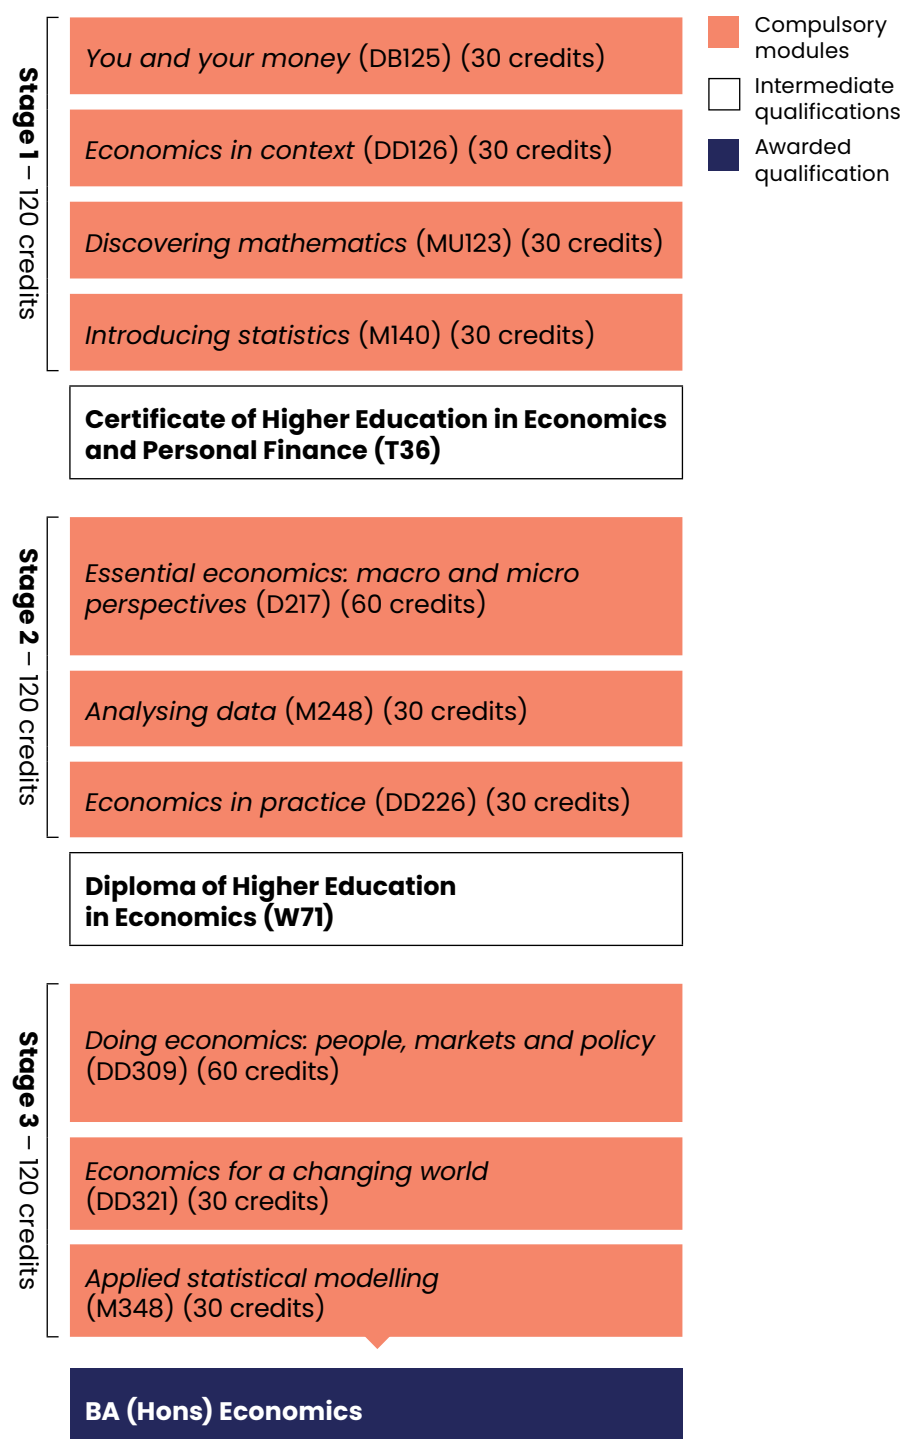 Compulsory
modules
Intermediate
qualifications
Awarded
qualification
Stage 1 – 120 credits
You and your money (DB125) (30 credits)
Economics in context (DD126) (30 credits)
Discovering mathematics (MU123) (30 credits)
Introducing statistics (M140) (30 credits)
Certificate of Higher Education in Economics
and Personal Finance (T36)
Stage 2 – 120 credits
Essential economics: macro and micro
perspectives (D217) (60 credits)
Analysing data (M248) (30 credits)
Economics in practice (DD226) (30 credits)
Diploma of Higher Education
in Economics (W71)
Stage 3 – 120 credits
Doing economics: people, markets and policy
(DD309) (60 credits)
Economics for a changing world
(DD321) (30 credits)
Applied statistical modelling
(M348) (30 credits)
BA (Hons) Economics